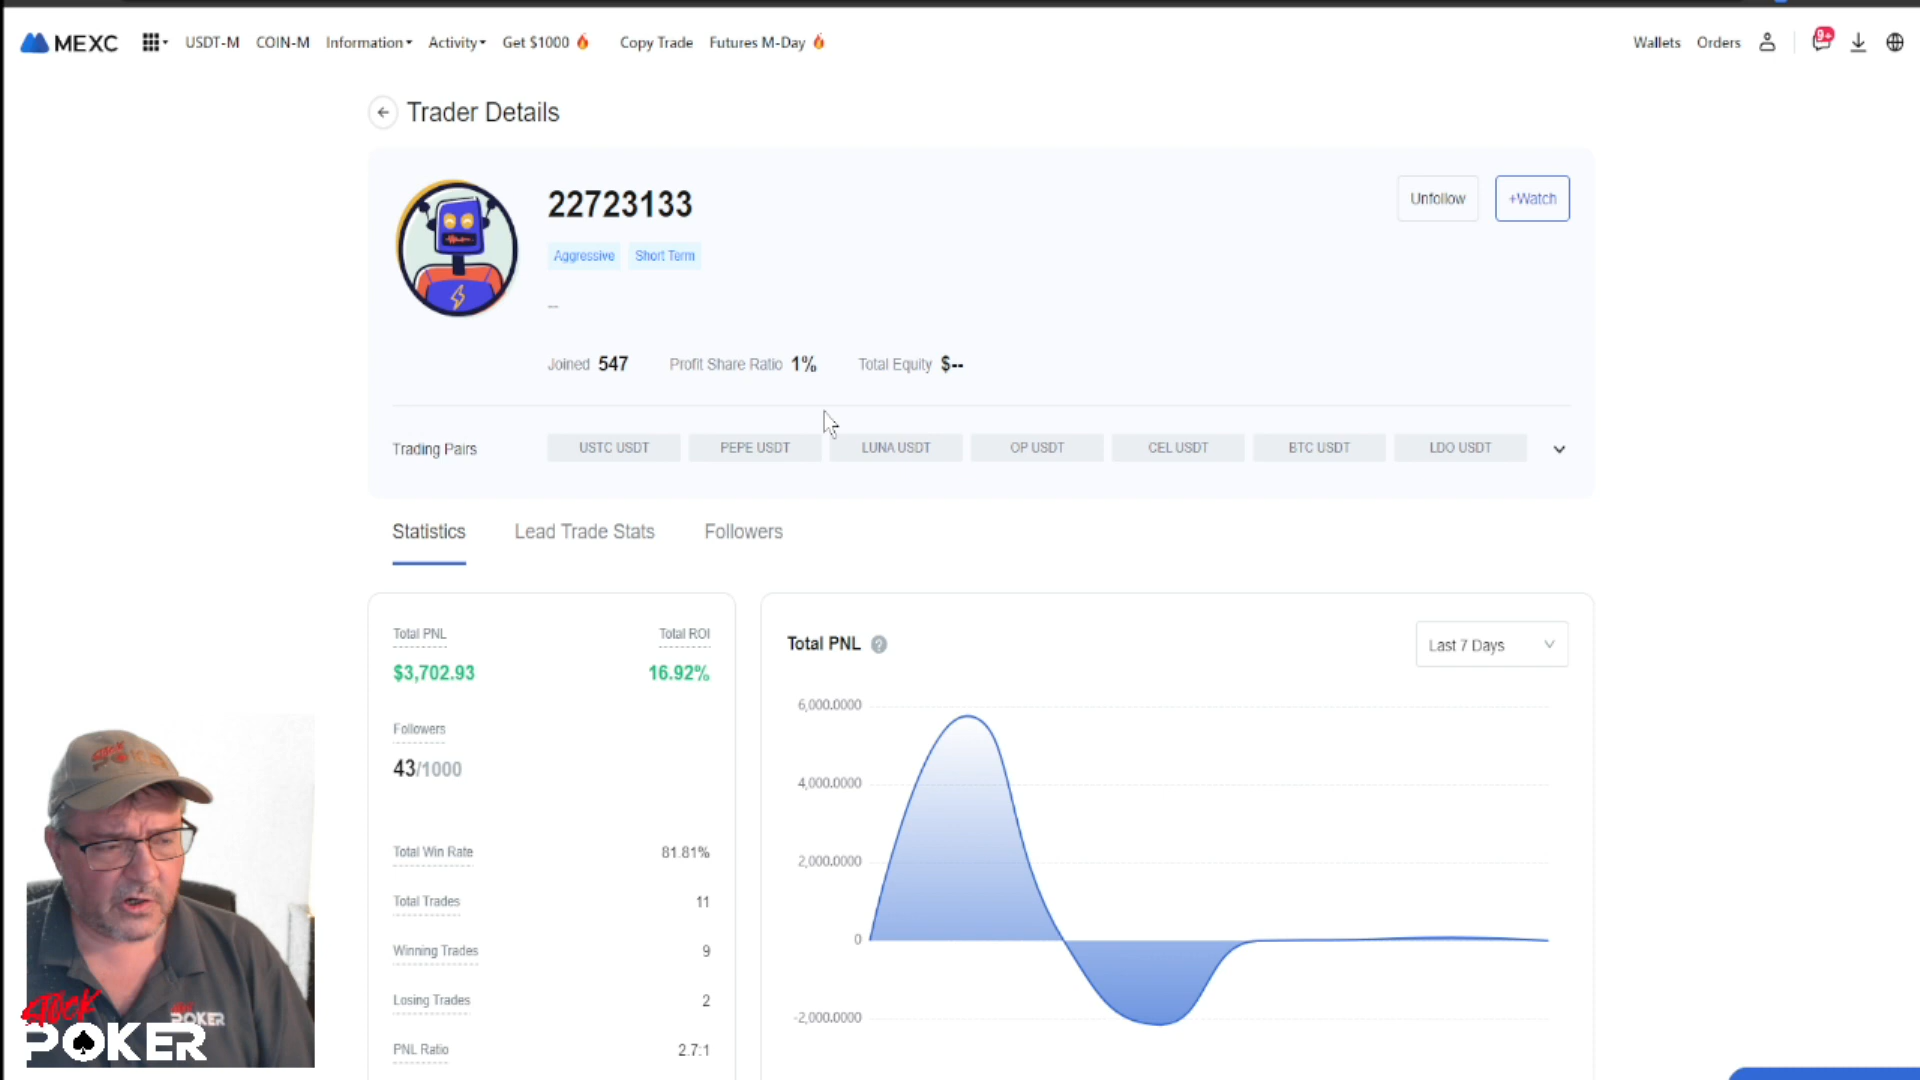 MEXC USDT-M COIN-M Information Activity Get $1000 Copy Trade Futures M-Day Wallets Orders 9+
Trader Details
22723133
Unfollow +Watch
Aggressive Short Term
--
Joined 547 Profit Share Ratio 1% Total Equity $--
Trading Pairs USTC USDT PEPE USDT LUNA USDT OP USDT CEL USDT BTC USDT LDO USDT
Statistics Lead Trade Stats Followers
Total PNL Total ROI
$3,702.93 16.92%
Followers
43/1000
Total Win Rate 81.81%
Total Trades 11
Winning Trades 9
Losing Trades 2
PNL Ratio 2.7:1
Total PNL ?
Last 7 Days
6,000.0000
4,000.0000
2,000.0000
0
-2,000.0000
POKER
STOCK
POKER